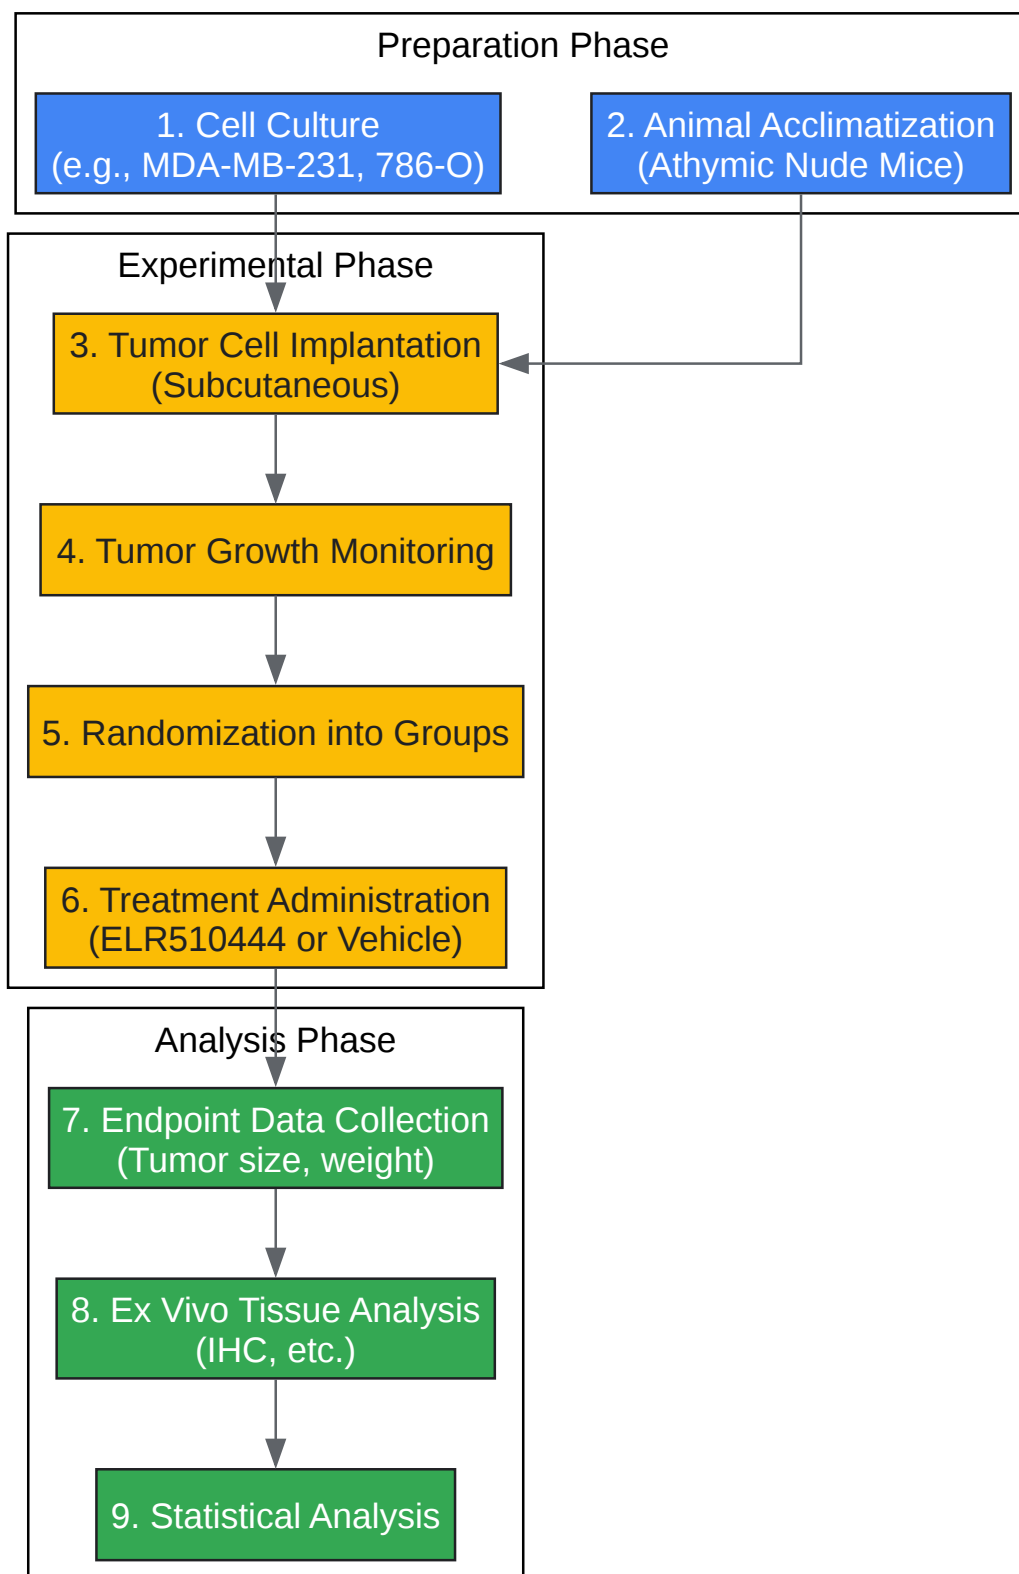 Preparation Phase
1. Cell Culture
(e.g., MDA-MB-231, 786-O)
2. Animal Acclimatization
(Athymic Nude Mice)
Experimental Phase
3. Tumor Cell Implantation
(Subcutaneous)
4. Tumor Growth Monitoring
5. Randomization into Groups
6. Treatment Administration
(ELR510444 or Vehicle)
Analysis Phase
7. Endpoint Data Collection
(Tumor size, weight)
8. Ex Vivo Tissue Analysis
(IHC, etc.)
9. Statistical Analysis